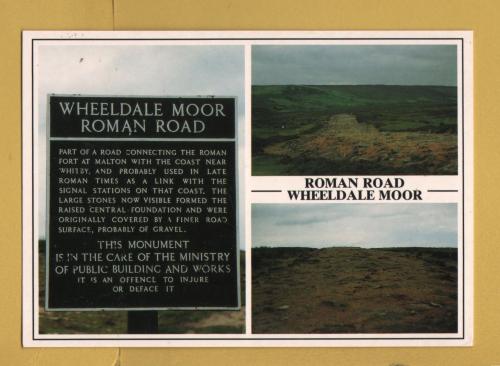 WHEELDALE MOOR
ROMAN ROAD
PART OF A ROAD CONNECTING THE ROMAN
FORT AT MALTON WITH THE COAST NEAR
WHITBY, AND PROBABLY USED IN LATE
ROMAN TIMES AS A LINK WITH THE
SIGNAL STATIONS ON THAT COAST. THE
LARGE STONES NOW VISIBLE FORMED THE
RAISED CENTRAL FOUNDATION AND WERE
ORIGINALLY COVERED BY A FINER ROAD
SURFACE, PROBABLY OF GRAVEL.
THIS MONUMENT
IS IN THE CARE OF THE MINISTRY
OF PUBLIC BUILDING AND WORKS
IT IS AN OFFENCE TO INJURE
OR DEFACE IT
ROMAN ROAD
WHEELDALE MOOR